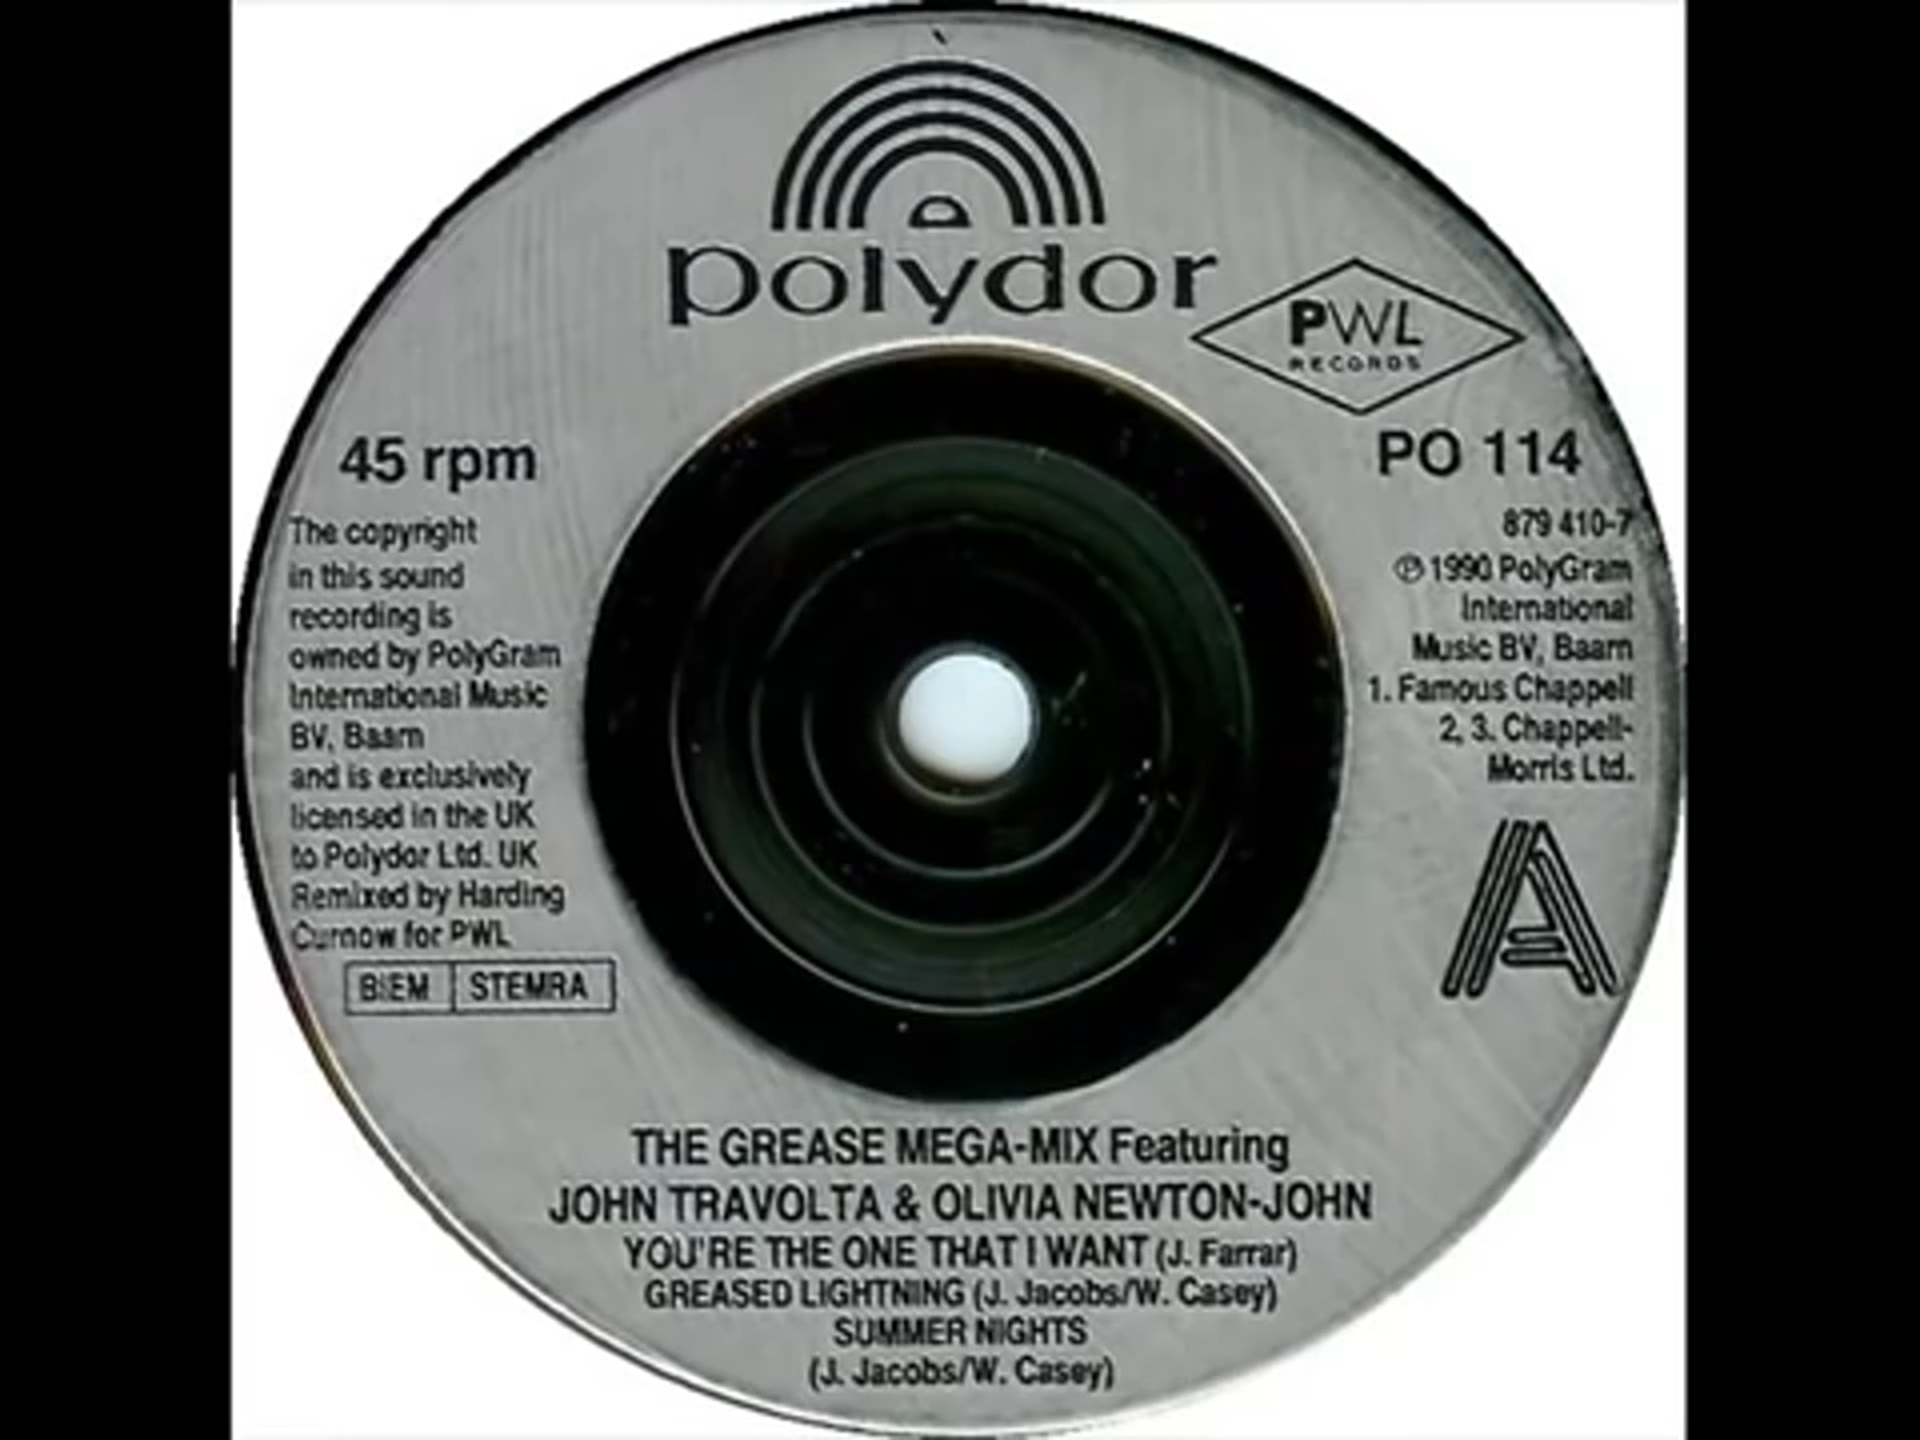 polydor
PWL
RECORDS
45 rpm
PO 114
The copyright
in this sound
recording is
owned by PolyGram
International Music
BV, Baarn
and is exclusively
licensed in the UK
to Polydor Ltd. UK
Remixed by Harding
Curnow for PWL
BIEM STEMRA
879 410-7
℗ 1990 PolyGram
International
Music BV, Baarn
1. Famous Chappell
2, 3. Chappell-
Morris Ltd.
A
THE GREASE MEGA-MIX Featuring
JOHN TRAVOLTA & OLIVIA NEWTON-JOHN
YOU'RE THE ONE THAT I WANT (J. Farrar)
GREASED LIGHTNING (J. Jacobs/W. Casey)
SUMMER NIGHTS
(J. Jacobs/W. Casey)